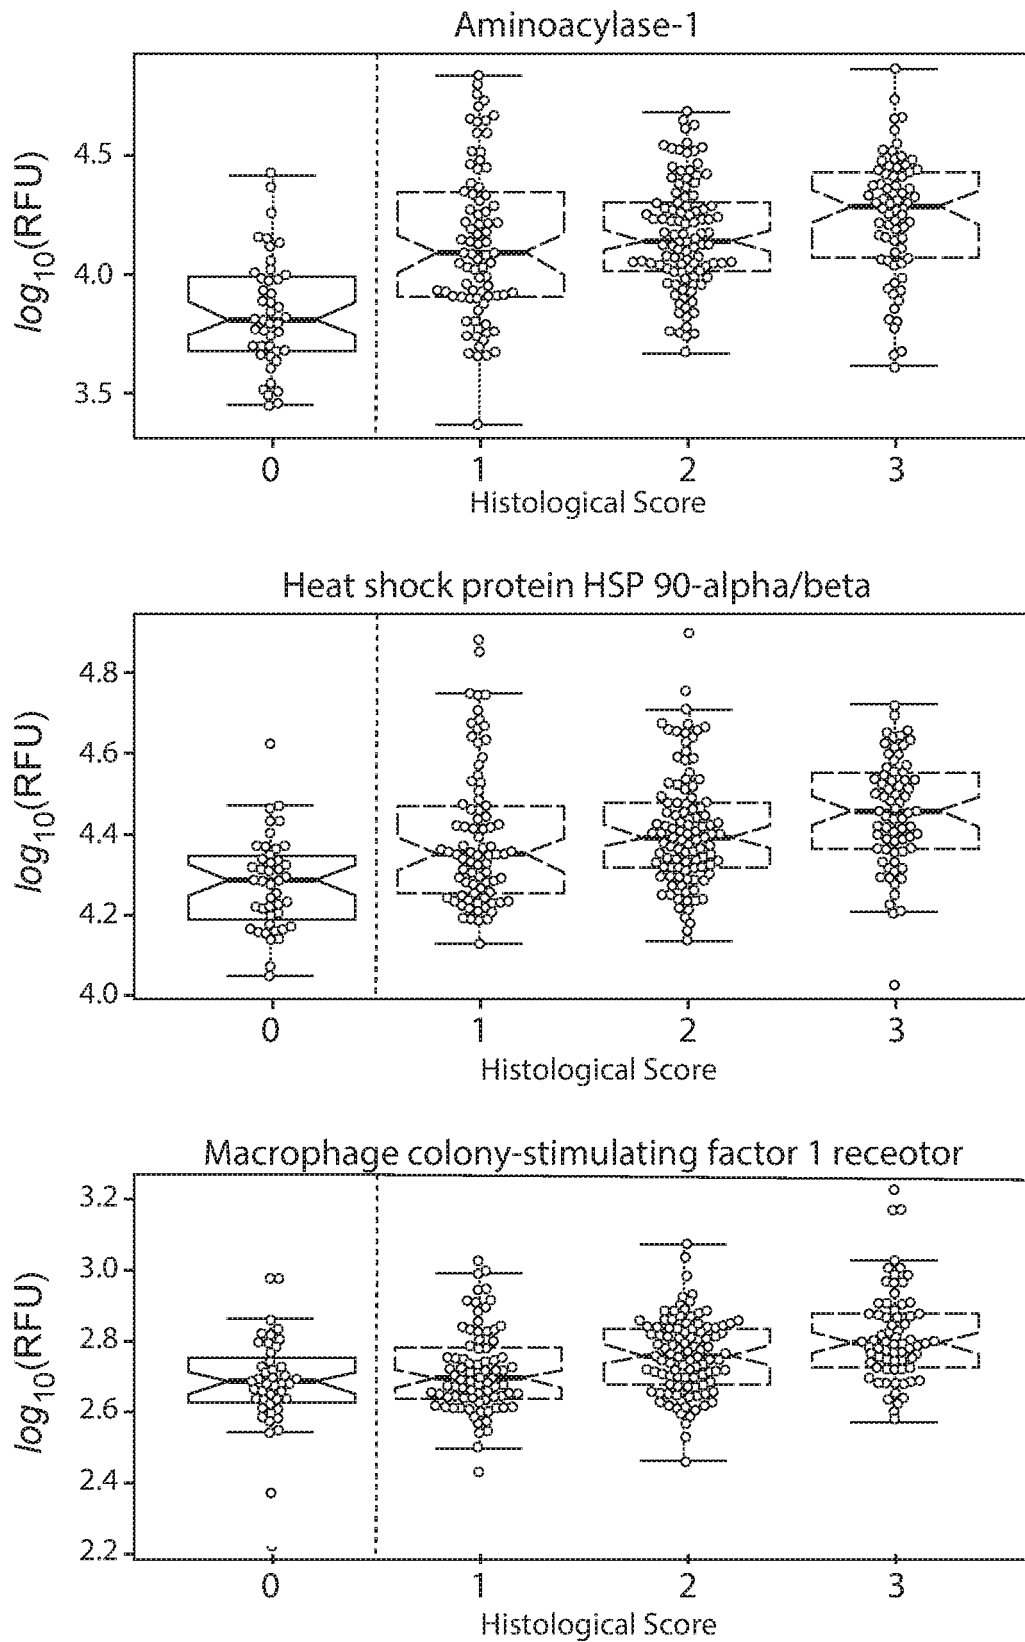 Aminoacylase-1
log10(RFU)
4.5
4.0
3.5
0 1 2 3
Histological Score
Heat shock protein HSP 90-alpha/beta
log10(RFU)
4.8
4.6
4.4
4.2
4.0
0 1 2 3
Histological Score
Macrophage colony-stimulating factor 1 receotor
log10(RFU)
3.2
3.0
2.8
2.6
2.4
2.2
0 1 2 3
Histological Score